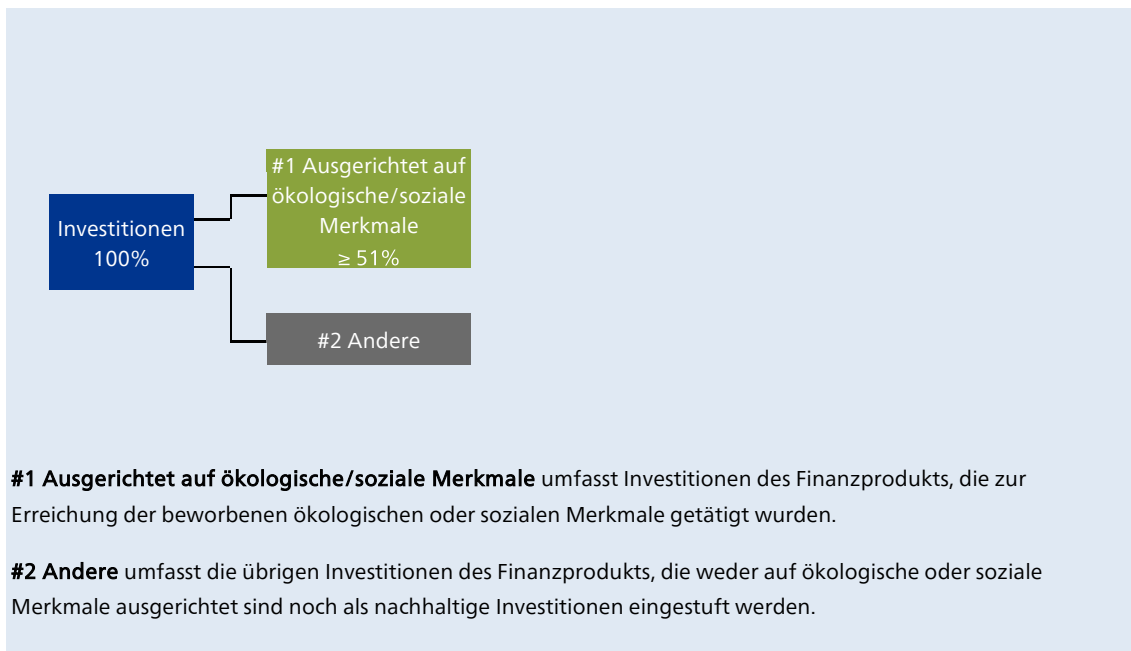 #1 Ausgerichtet auf
ökologische/soziale
Merkmale
≥ 51%
Investitionen
100%
#2 Andere
#1 Ausgerichtet auf ökologische/soziale Merkmale umfasst Investitionen des Finanzprodukts, die zur
Erreichung der beworbenen ökologischen oder sozialen Merkmale getätigt wurden.
#2 Andere umfasst die übrigen Investitionen des Finanzprodukts, die weder auf ökologische oder soziale
Merkmale ausgerichtet sind noch als nachhaltige Investitionen eingestuft werden.